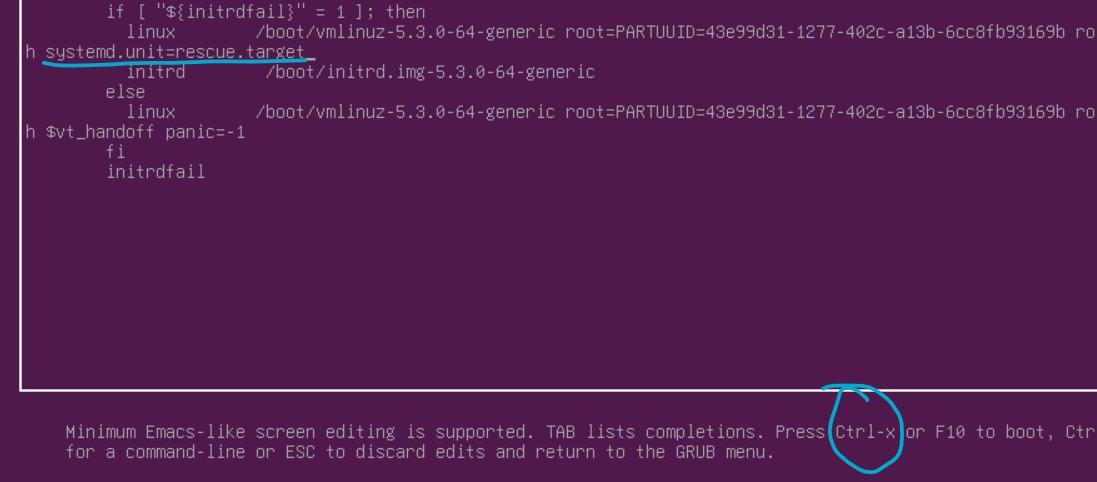 if [ "${initrdfail}" = 1 ]; then
linux /boot/vmlinuz-5.3.0-64-generic root=PARTUUID=43e99d31-1277-402c-a13b-6cc8fb93169b ro
h systemd.unit=rescue.target_
initrd /boot/initrd.img-5.3.0-64-generic
else
linux /boot/vmlinuz-5.3.0-64-generic root=PARTUUID=43e99d31-1277-402c-a13b-6cc8fb93169b ro
h $vt_handoff panic=-1
fi
initrdfail
Minimum Emacs-like screen editing is supported. TAB lists completions. Press Ctrl-x or F10 to boot, Ctr
for a command-line or ESC to discard edits and return to the GRUB menu.